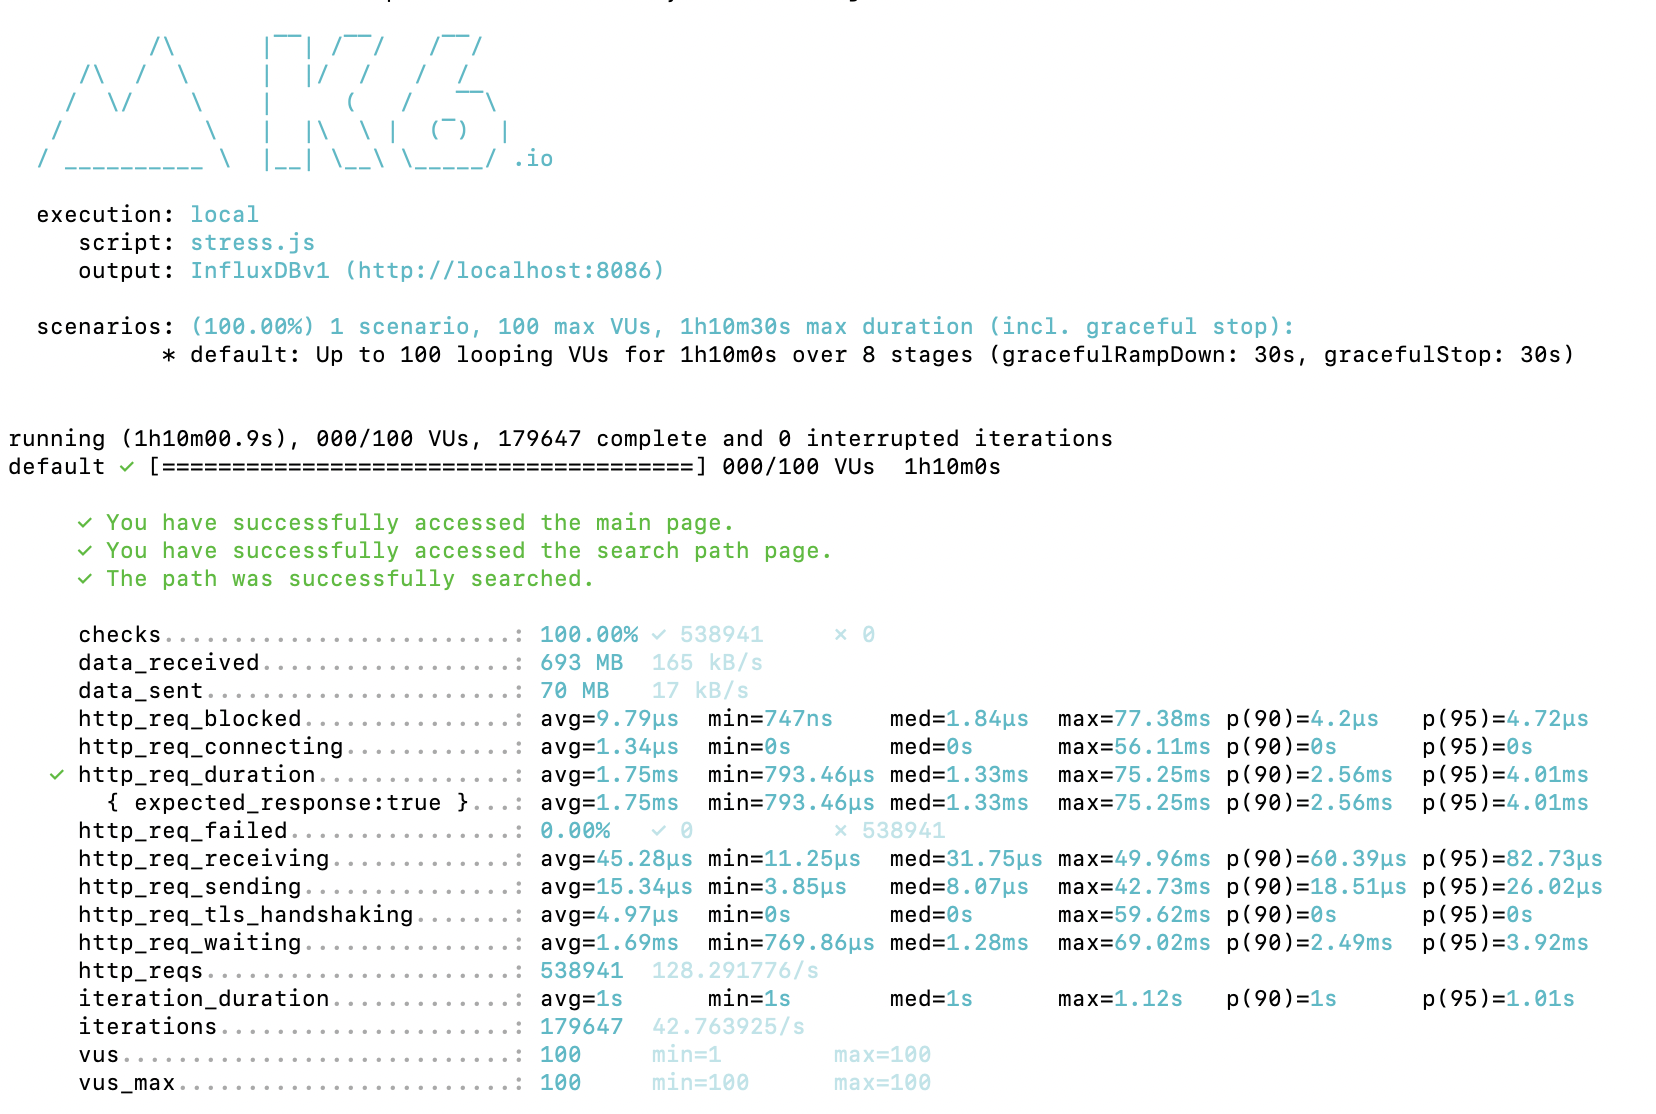 /\      |‾‾| /‾‾/   /‾‾/
     /\  /  \     |  |/  /   /  /
    /  \/    \    |     (   /   ‾‾\
   /          \   |  |\  \ |  (‾)  |
  / __________ \  |__| \__\ \_____/ .io
execution: local
script: stress.js
output: InfluxDBv1 (http://localhost:8086)
scenarios: (100.00%) 1 scenario, 100 max VUs, 1h10m30s max duration (incl. graceful stop):
* default: Up to 100 looping VUs for 1h10m0s over 8 stages (gracefulRampDown: 30s, gracefulStop: 30s)
running (1h10m00.9s), 000/100 VUs, 179647 complete and 0 interrupted iterations
default ✓ [======================================] 000/100 VUs  1h10m0s
✓ You have successfully accessed the main page.
✓ You have successfully accessed the search path page.
✓ The path was successfully searched.
checks.........................: 100.00% ✓ 538941     ✗ 0
data_received..................: 693 MB  165 kB/s
data_sent......................: 70 MB   17 kB/s
http_req_blocked...............: avg=9.79µs  min=747ns    med=1.84µs  max=77.38ms p(90)=4.2µs   p(95)=4.72µs
http_req_connecting............: avg=1.34µs  min=0s       med=0s      max=56.11ms p(90)=0s      p(95)=0s
✓ http_req_duration..............: avg=1.75ms  min=793.46µs med=1.33ms  max=75.25ms p(90)=2.56ms  p(95)=4.01ms
{ expected_response:true }...: avg=1.75ms  min=793.46µs med=1.33ms  max=75.25ms p(90)=2.56ms  p(95)=4.01ms
http_req_failed................: 0.00%   ✓ 0          ✗ 538941
http_req_receiving.............: avg=45.28µs min=11.25µs  med=31.75µs max=49.96ms p(90)=60.39µs p(95)=82.73µs
http_req_sending...............: avg=15.34µs min=3.85µs   med=8.07µs  max=42.73ms p(90)=18.51µs p(95)=26.02µs
http_req_tls_handshaking.......: avg=4.97µs  min=0s       med=0s      max=59.62ms p(90)=0s      p(95)=0s
http_req_waiting...............: avg=1.69ms  min=769.86µs med=1.28ms  max=69.02ms p(90)=2.49ms  p(95)=3.92ms
http_reqs......................: 538941  128.291776/s
iteration_duration.............: avg=1s      min=1s       med=1s      max=1.12s   p(90)=1s      p(95)=1.01s
iterations.....................: 179647  42.763925/s
vus............................: 100     min=1        max=100
vus_max........................: 100     min=100      max=100